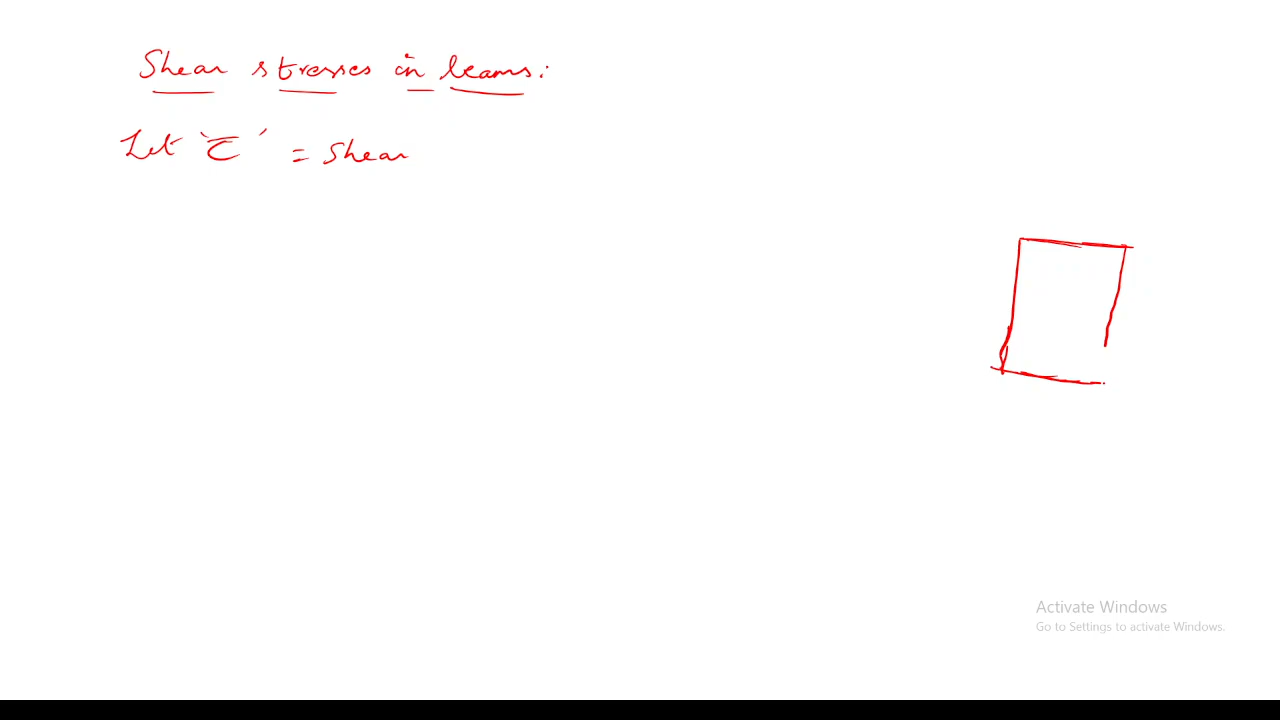 Shear stresses in beams:
Let 'τ' = Shear
Activate Windows
Go to Settings to activate Windows.